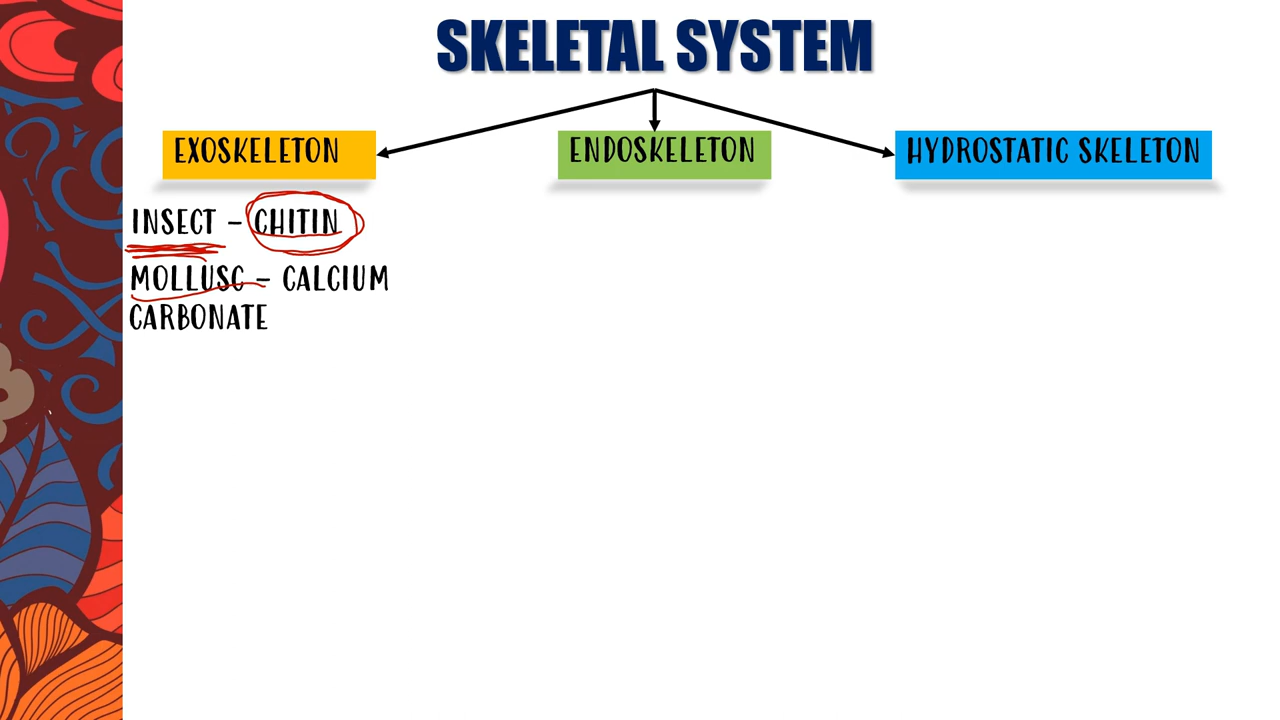 SKELETAL SYSTEM
EXOSKELETON
ENDOSKELETON
HYDROSTATIC SKELETON
INSECT – CHITIN
MOLLUSC – CALCIUM
CARBONATE